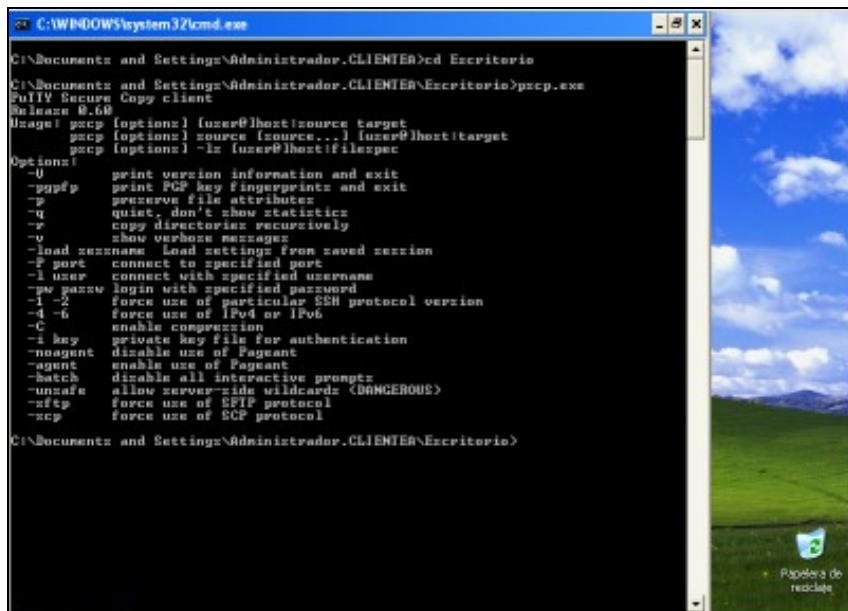 C:\WINDOWS\system32\cmd.exe
C:\Documents and Settings\Administrador.CLIENTEA>cd Escritorio
C:\Documents and Settings\Administrador.CLIENTEA\Escritorio>pscp.exe
PuTTY Secure Copy client
Release 0.60
Usage: pscp [options] [user@]host:source target
pscp [options] source [source...] [user@]host:target
pscp [options] -ls [user@]host:filespec
Options:
-V print version information and exit
-pgpfp print PGP key fingerprints and exit
-p preserve file attributes
-q quiet, don't show statistics
-r copy directories recursively
-v show verbose messages
-load sessname Load settings from saved session
-P port connect to specified port
-l user connect with specified username
-pw passw login with specified password
-1 -2 force use of particular SSH protocol version
-4 -6 force use of IPv4 or IPv6
-C enable compression
-i key private key file for authentication
-noagent disable use of Pageant
-agent enable use of Pageant
-batch disable all interactive prompts
-unsafe allow server-side wildcards (DANGEROUS)
-sftp force use of SFTP protocol
-scp force use of SCP protocol
C:\Documents and Settings\Administrador.CLIENTEA\Escritorio>
Papelera de
reciclaje